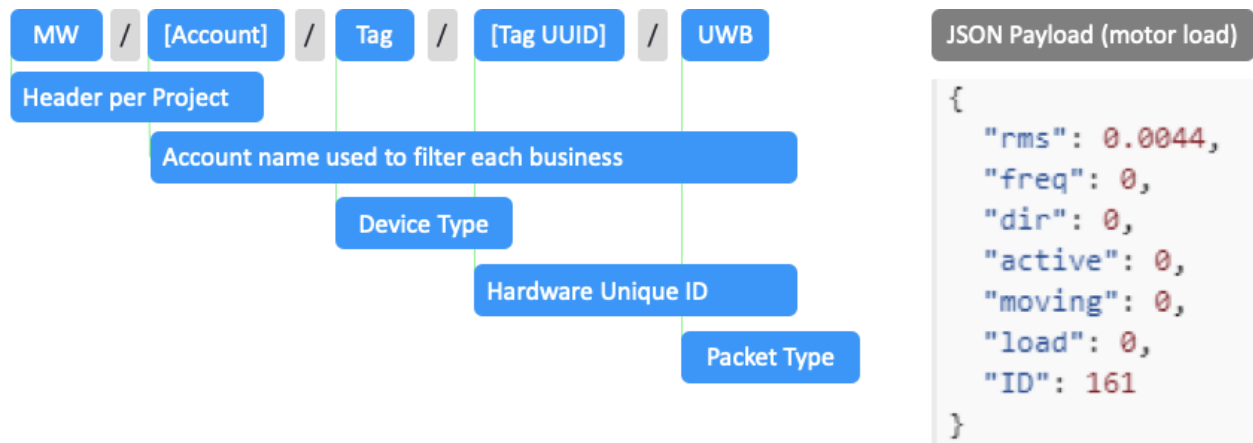 MW / [Account] / Tag / [Tag UUID] / UWB
Header per Project
Account name used to filter each business
Device Type
Hardware Unique ID
Packet Type
JSON Payload (motor load)
{
"rms": 0.0044,
"freq": 0,
"dir": 0,
"active": 0,
"moving": 0,
"load": 0,
"ID": 161
}